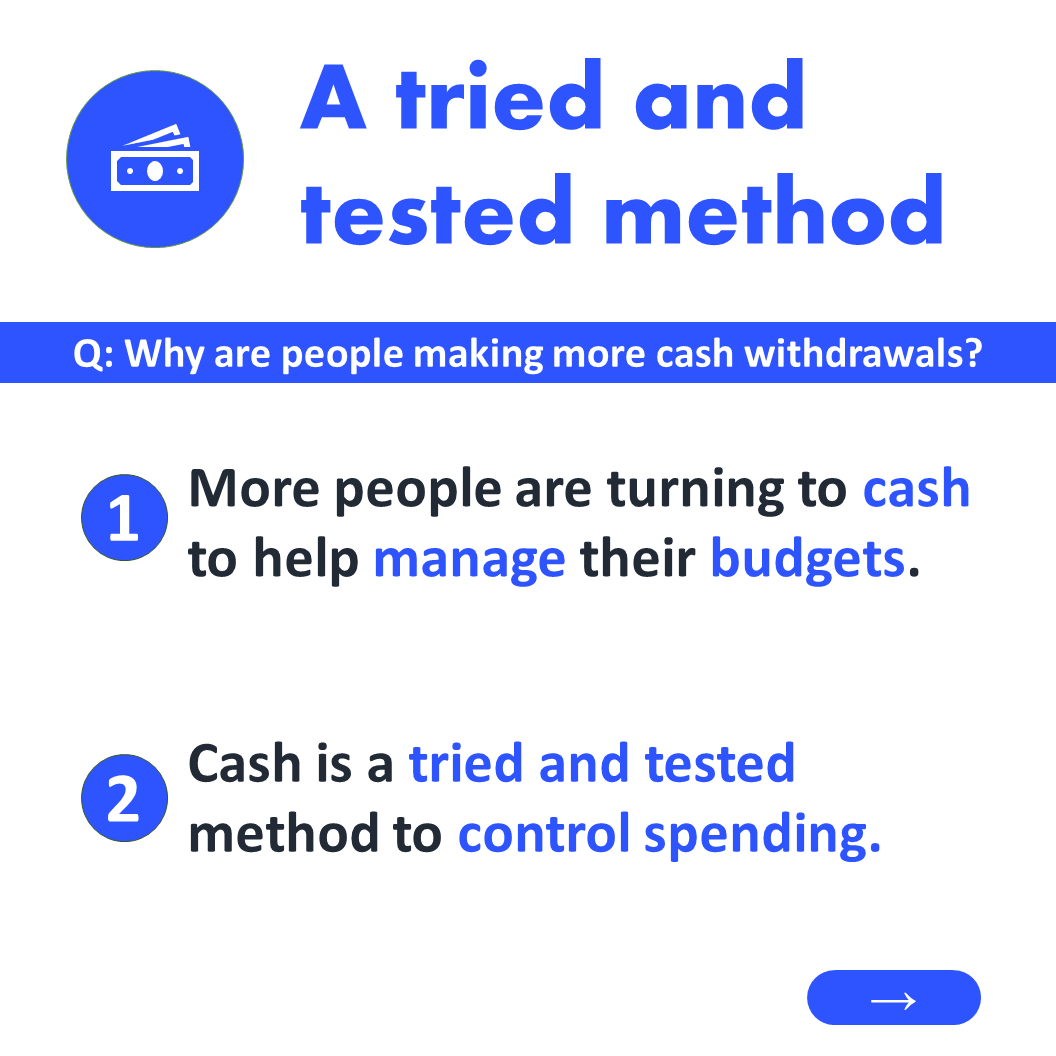 A tried and
tested method
Q: Why are people making more cash withdrawals?
1
More people are turning to cash
to help manage their budgets.
2
Cash is a tried and tested
method to control spending.
→